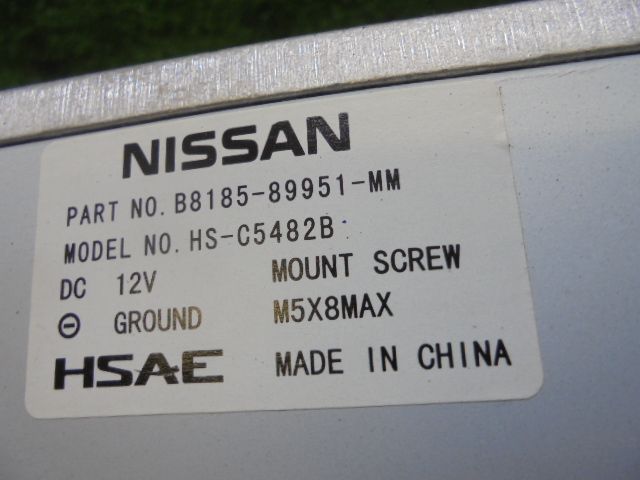 NISSAN
PART NO. B8185-89951-MM
MODEL NO. HS-C5482B
DC 12V MOUNT SCREW
⊖ GROUND M5X8MAX
HSAE MADE IN CHINA